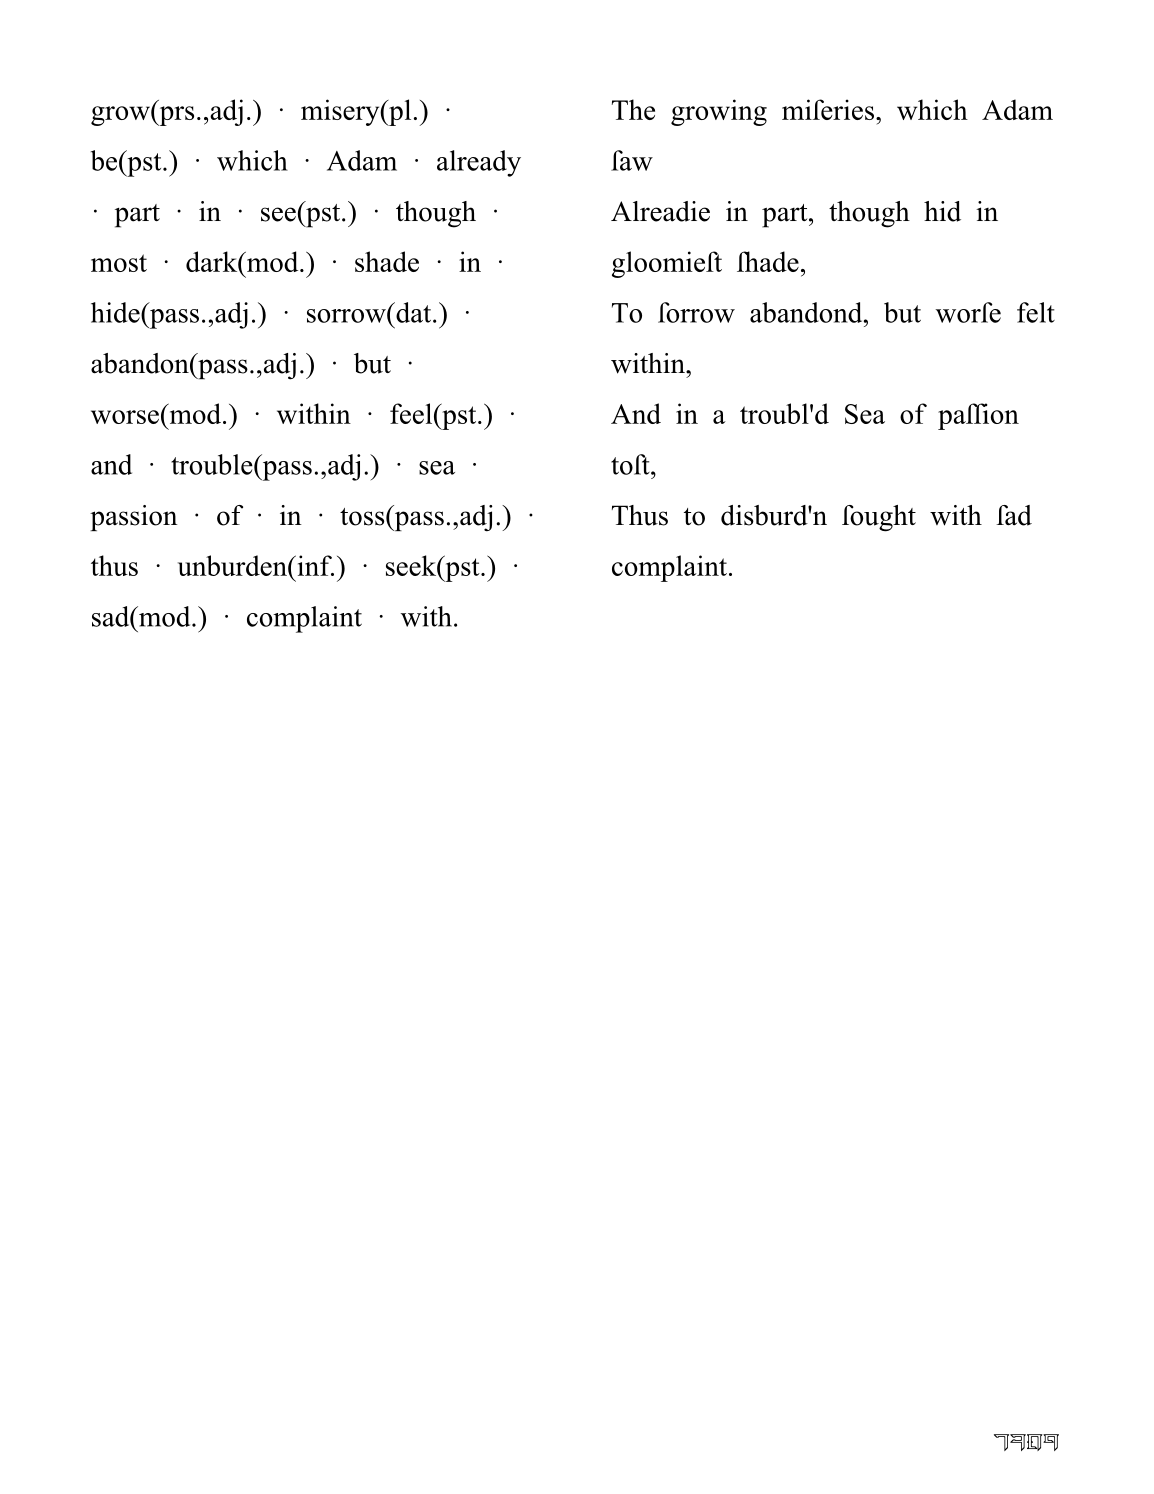 grow(prs.,adj.) · misery(pl.) ·
be(pst.) · which · Adam · already
· part · in · see(pst.) · though ·
most · dark(mod.) · shade · in ·
hide(pass.,adj.) · sorrow(dat.) ·
abandon(pass.,adj.) · but ·
worse(mod.) · within · feel(pst.) ·
and · trouble(pass.,adj.) · sea ·
passion · of · in · toss(pass.,adj.) ·
thus · unburden(inf.) · seek(pst.) ·
sad(mod.) · complaint · with.
The growing miſeries, which Adam
ſaw
Alreadie in part, though hid in
gloomieſt ſhade,
To ſorrow abandond, but worſe felt
within,
And in a troubl'd Sea of paſſion
toſt,
Thus to disburd'n ſought with ſad
complaint.